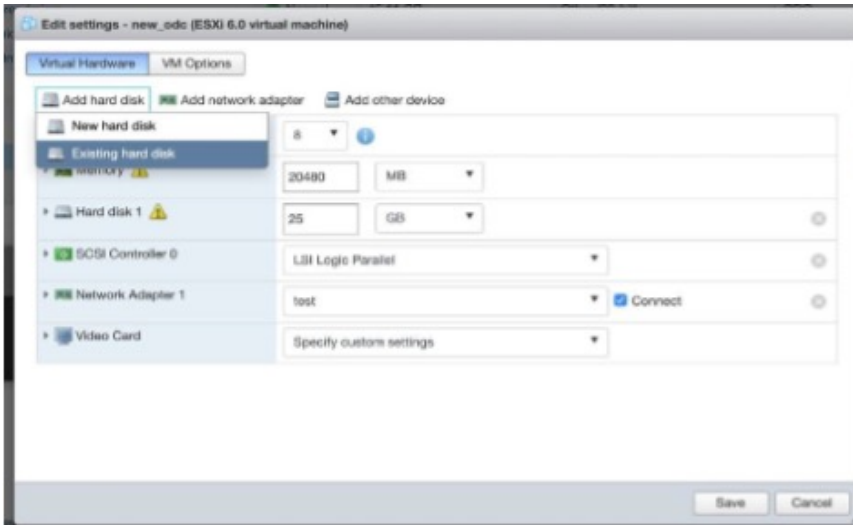 Edit settings - new_odc (ESXi 6.0 virtual machine)
Virtual Hardware VM Options
Add hard disk Add network adapter Add other device
New hard disk 8
Existing hard disk
Memory 20480 MB
Hard disk 1 25 GB
SCSI Controller 0 LSI Logic Parallel
Network Adapter 1 test Connect
Video Card Specify custom settings
Save Cancel